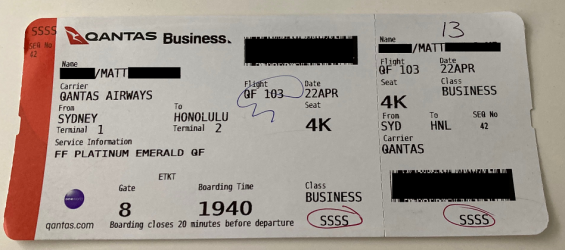 SSSS
SEQ No
42
QANTAS Business.
Name
/MATT
Carrier
QANTAS AIRWAYS
Flight Date
QF 103 22APR
From To Seat
SYDNEY HONOLULU 4K
Terminal 1 Terminal 2
Service Information
FF PLATINUM EMERALD QF
ETKT
Gate Boarding Time Class
8 1940 BUSINESS
SSSS
qantas.com Boarding closes 20 minutes before departure
13
Name
/MATT
Flight Date
QF 103 22APR
Seat Class
4K BUSINESS
From To SEQ No
SYD HNL 42
Carrier
QANTAS
SSSS